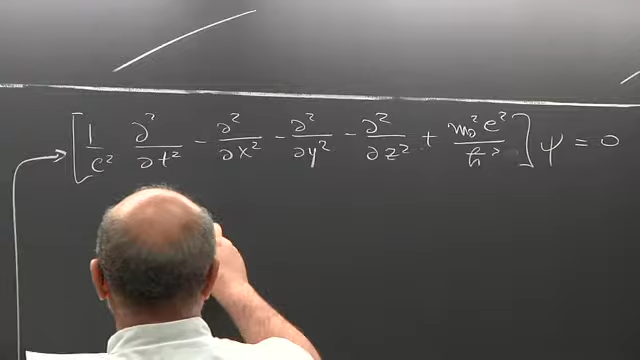 [1/c² ∂²/∂t² − ∂²/∂x² − ∂²/∂y² − ∂²/∂z² + m₀²c²/ħ²] ψ = 0